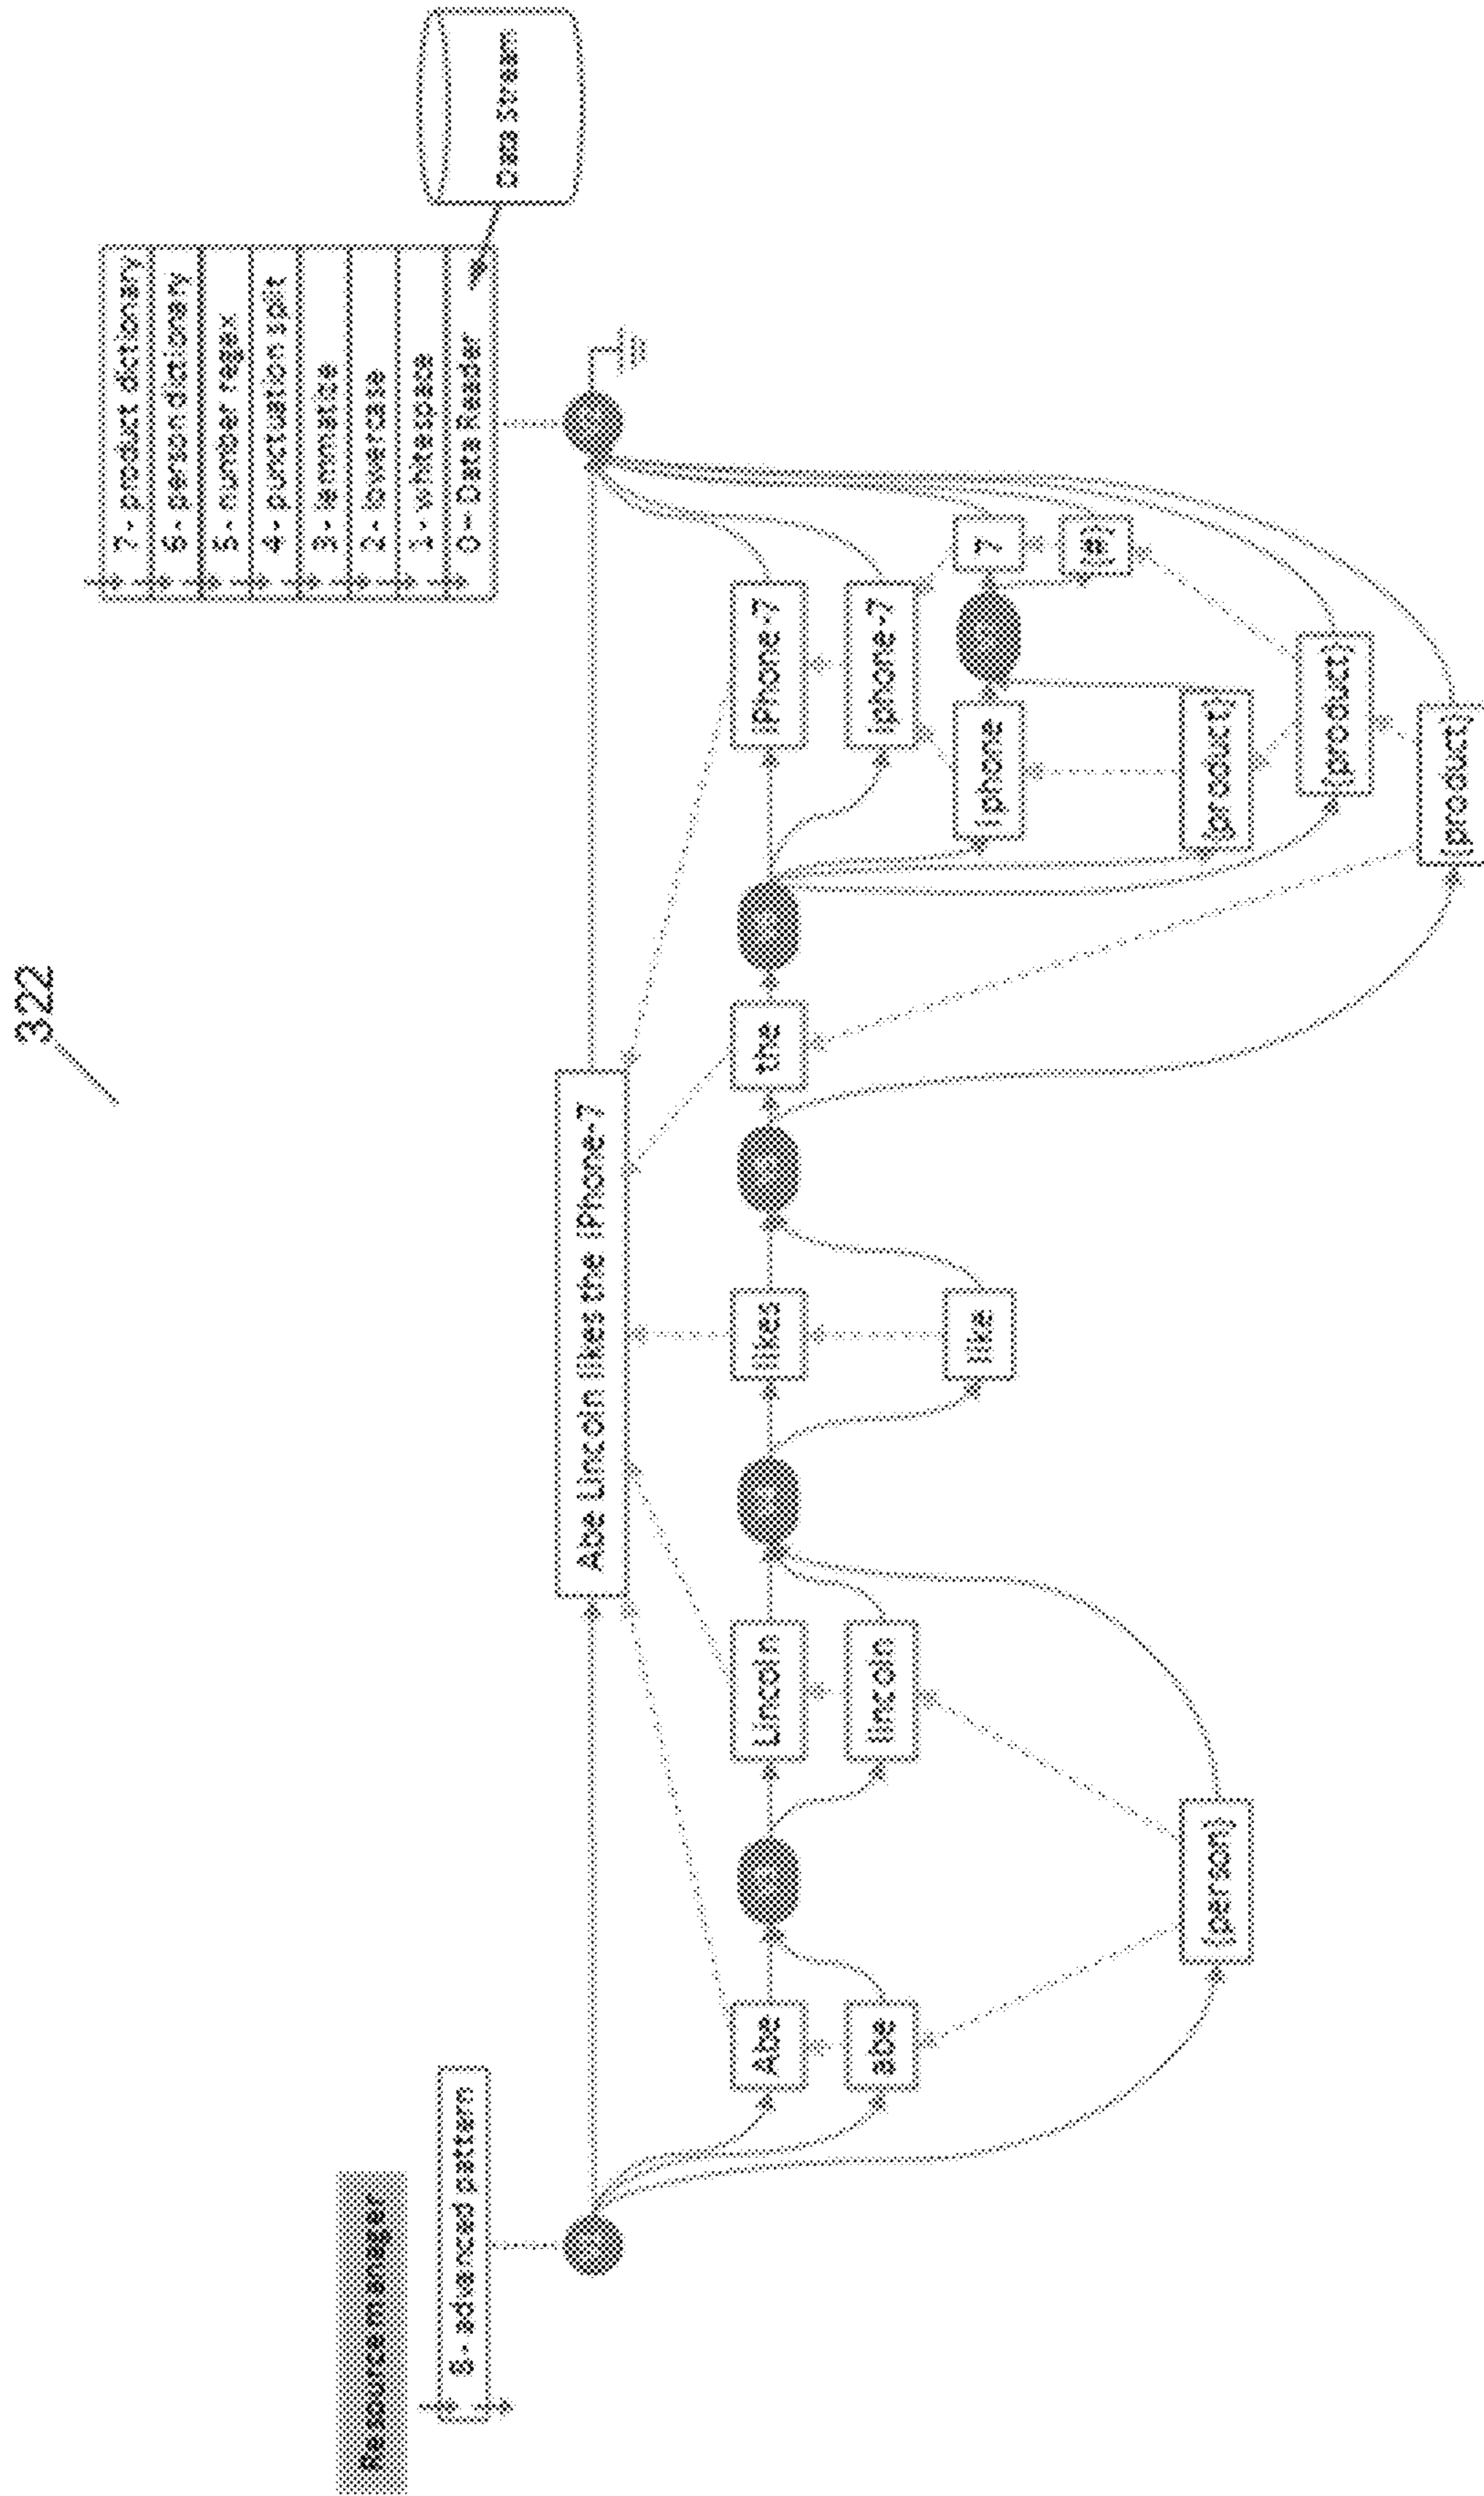 322
Resource manager
8- advanced pattern
7- product dictionary
6- person dictionary
5- number regex
4- punctuation split
3- lemmatize
2- lowercase
1- whitespace
0 – Data Reader
Data Stream
Abe Lincoln likes the iPhone-7
Abe
Lincoln
likes
the
iPhone-7
abe
lincoln
iphone-7
like
iphone
7
{#}
{person}
{product}
{product}
{product}